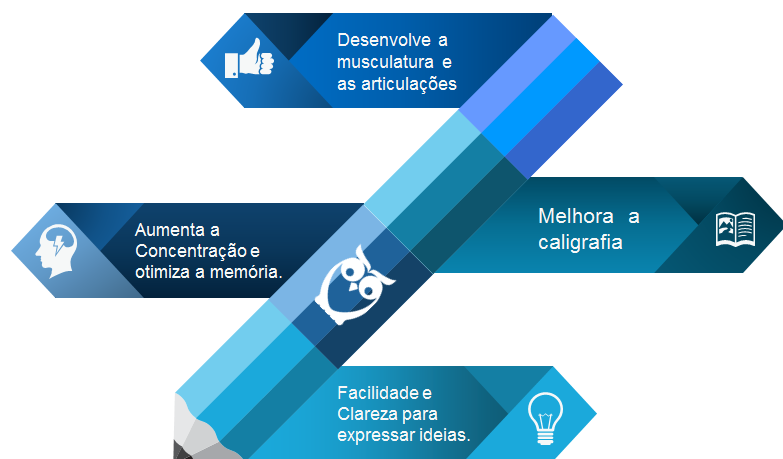 Desenvolve a
musculatura e
as articulações
Melhora a
caligrafia
Aumenta a
Concentração e
otimiza a memória.
Facilidade e
Clareza para
expressar ideias.